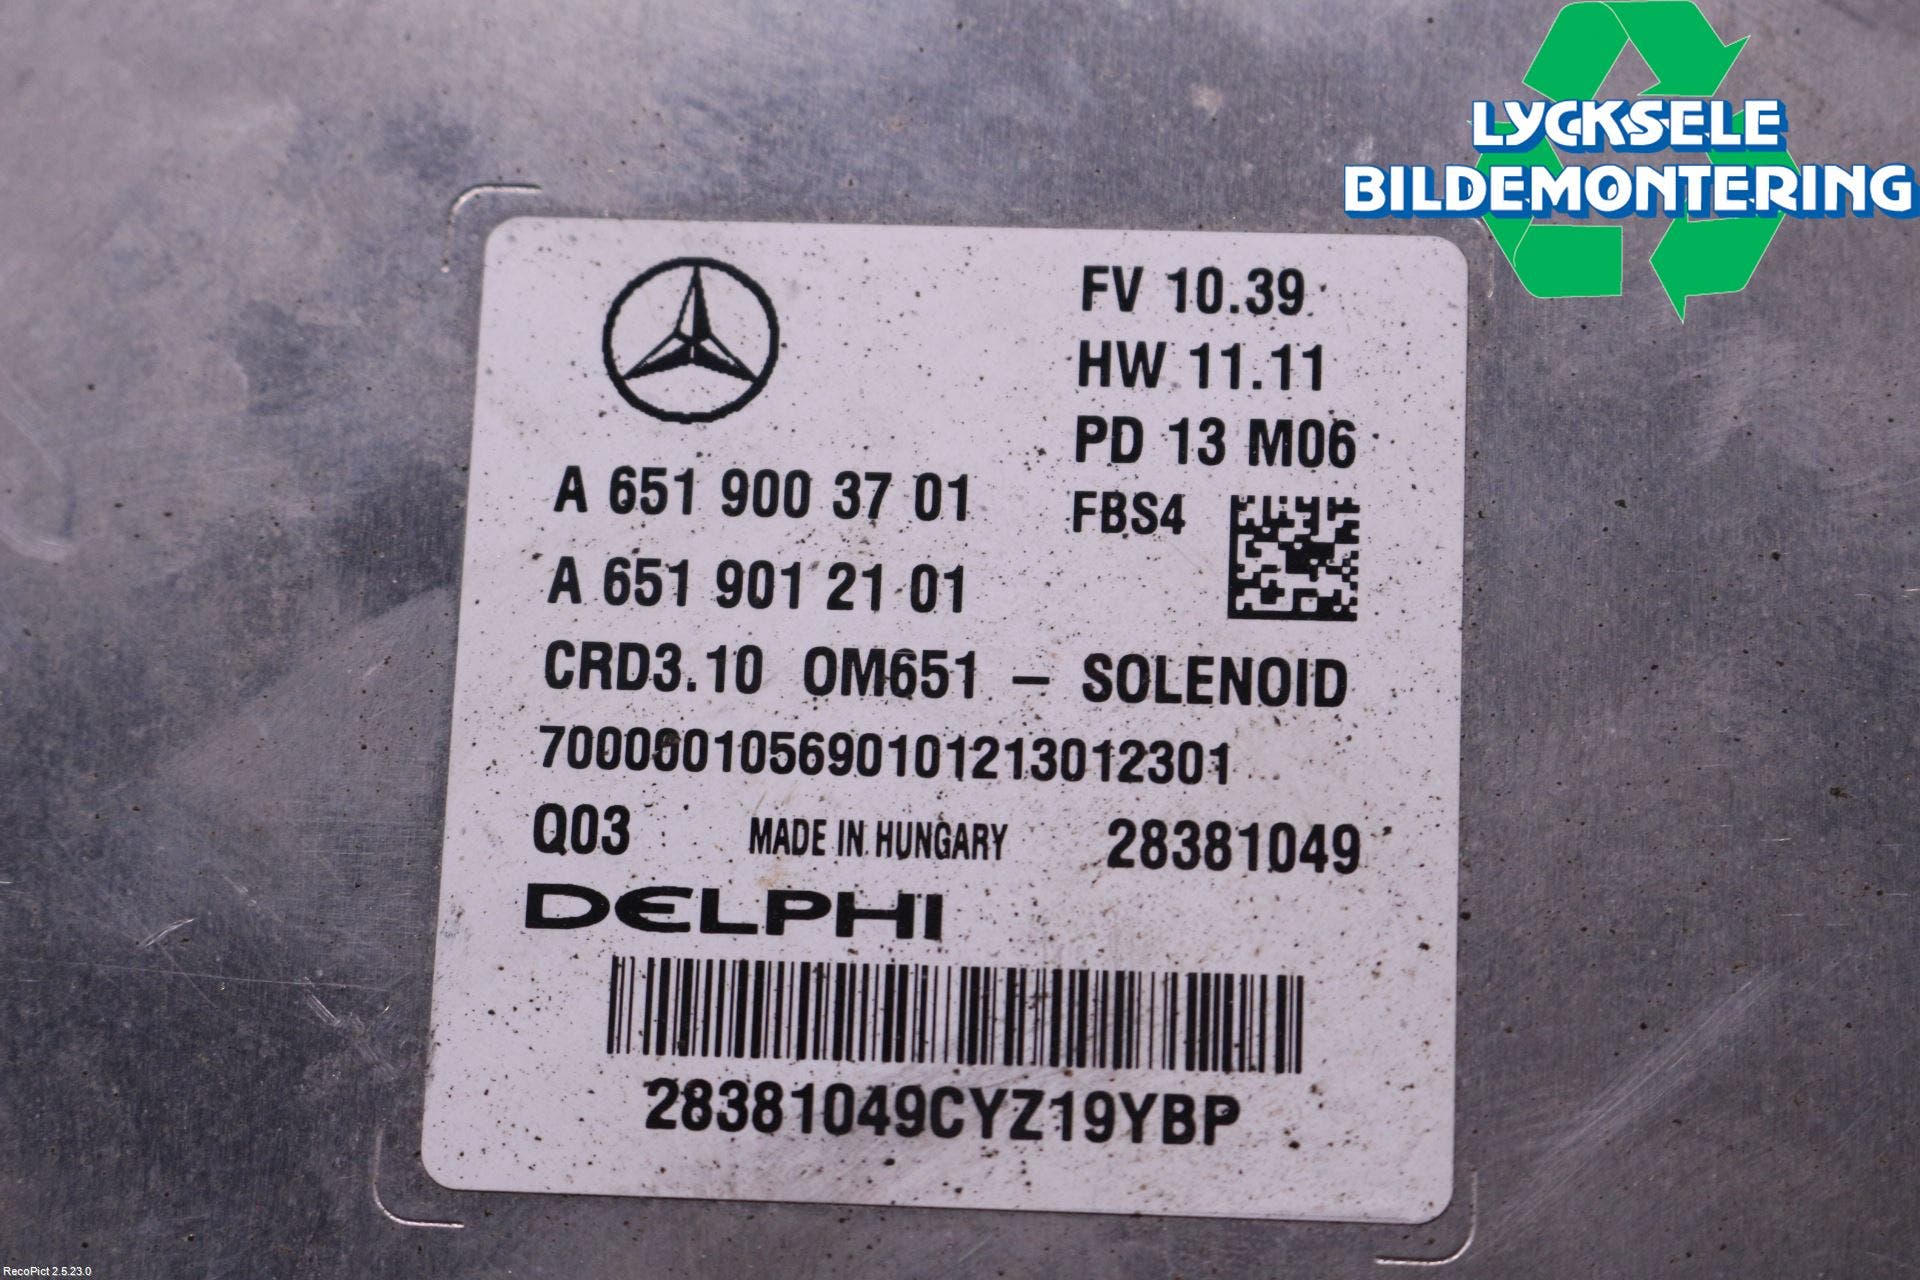 LYCKSELE
BILDEMONTERING
FV 10.39
HW 11.11
PD 13 M06
FBS4
A 651 900 37 01
A 651 901 21 01
CRD3.10 OM651 – SOLENOID
700000105690101213012301
Q03 MADE IN HUNGARY 28381049
DELPHI
28381049CYZ19YBP
RecoPict 2.5.23.0